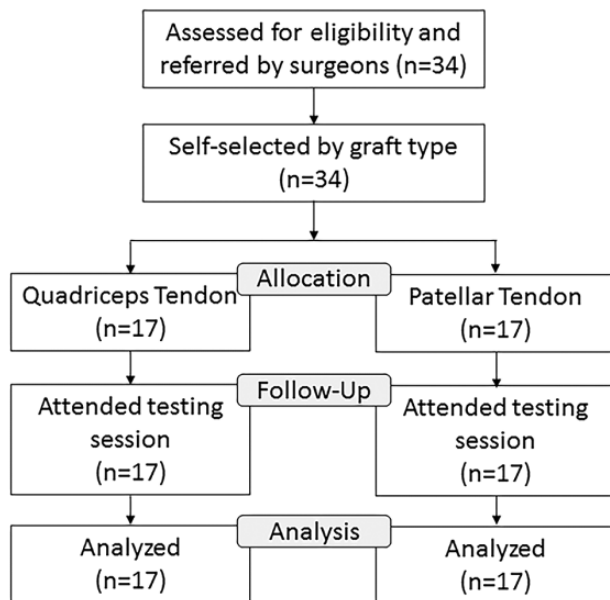 Assessed for eligibility and
referred by surgeons (n=34)
Self-selected by graft type
(n=34)
Allocation
Quadriceps Tendon
(n=17)
Patellar Tendon
(n=17)
Follow-Up
Attended testing
session
(n=17)
Attended testing
session
(n=17)
Analysis
Analyzed
(n=17)
Analyzed
(n=17)